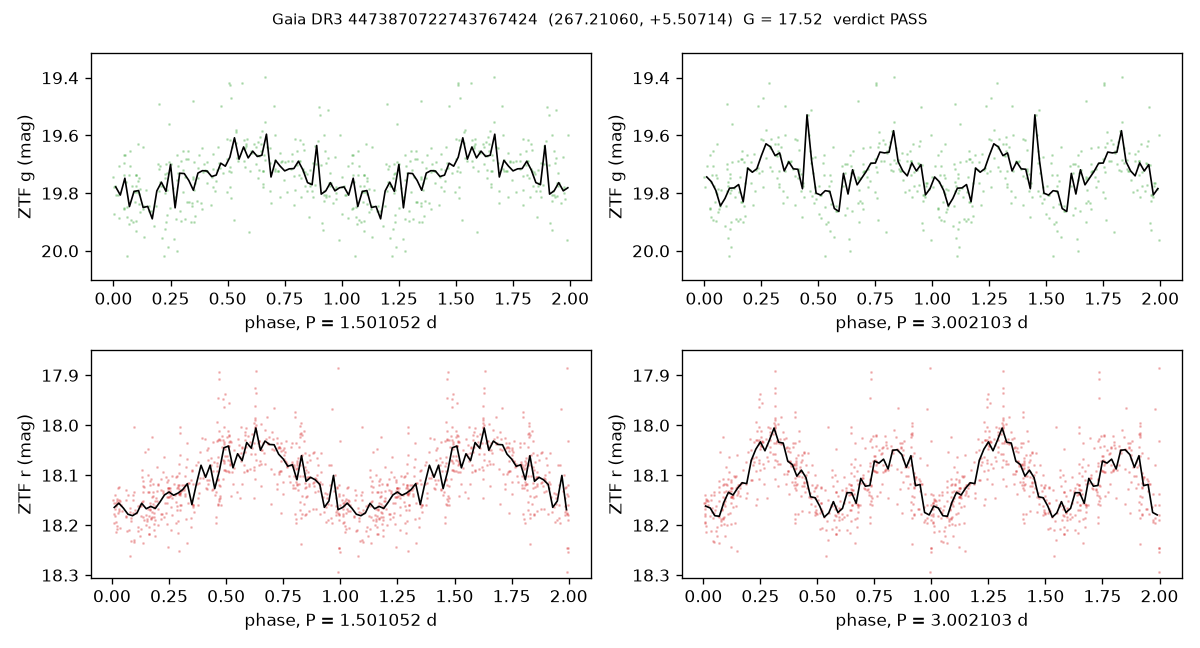 Gaia DR3 4473870722743767424  (267.21060, +5.50714)  G = 17.52  verdict PASS
ZTF g (mag)
19.4
19.6
19.8
20.0
0.00 0.25 0.50 0.75 1.00 1.25 1.50 1.75 2.00
phase, P = 1.501052 d
ZTF g (mag)
19.4
19.6
19.8
20.0
0.00 0.25 0.50 0.75 1.00 1.25 1.50 1.75 2.00
phase, P = 3.002103 d
ZTF r (mag)
17.9
18.0
18.1
18.2
18.3
0.00 0.25 0.50 0.75 1.00 1.25 1.50 1.75 2.00
phase, P = 1.501052 d
ZTF r (mag)
17.9
18.0
18.1
18.2
18.3
0.00 0.25 0.50 0.75 1.00 1.25 1.50 1.75 2.00
phase, P = 3.002103 d